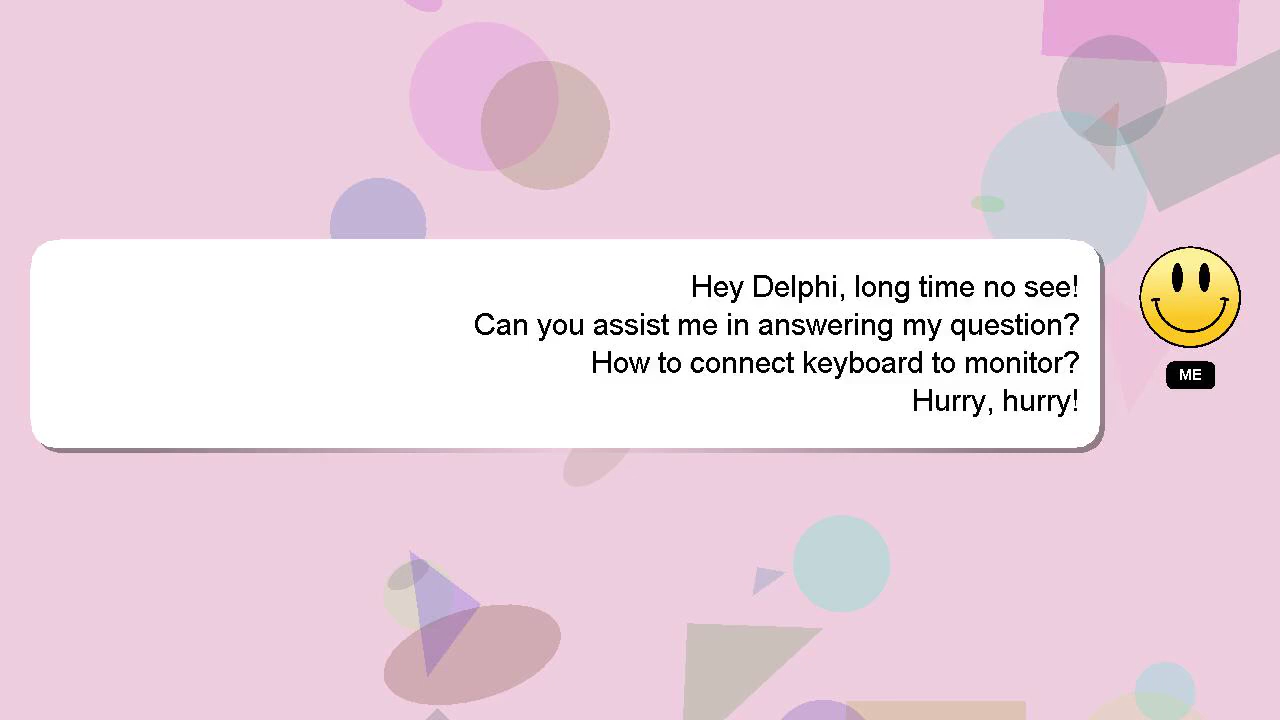 Hey Delphi, long time no see!
Can you assist me in answering my question?
How to connect keyboard to monitor?
Hurry, hurry!
ME